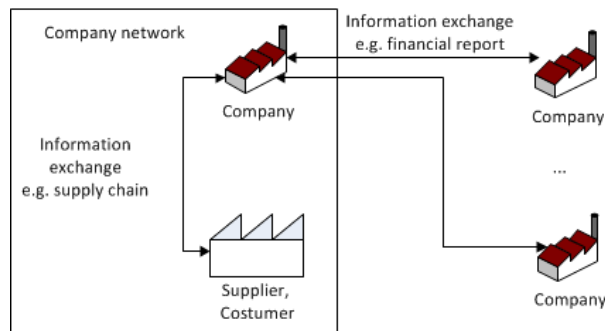 Company network
Information exchange
e.g. financial report
Company
Company
Information
exchange
e.g. supply chain
...
Supplier,
Costumer
Company